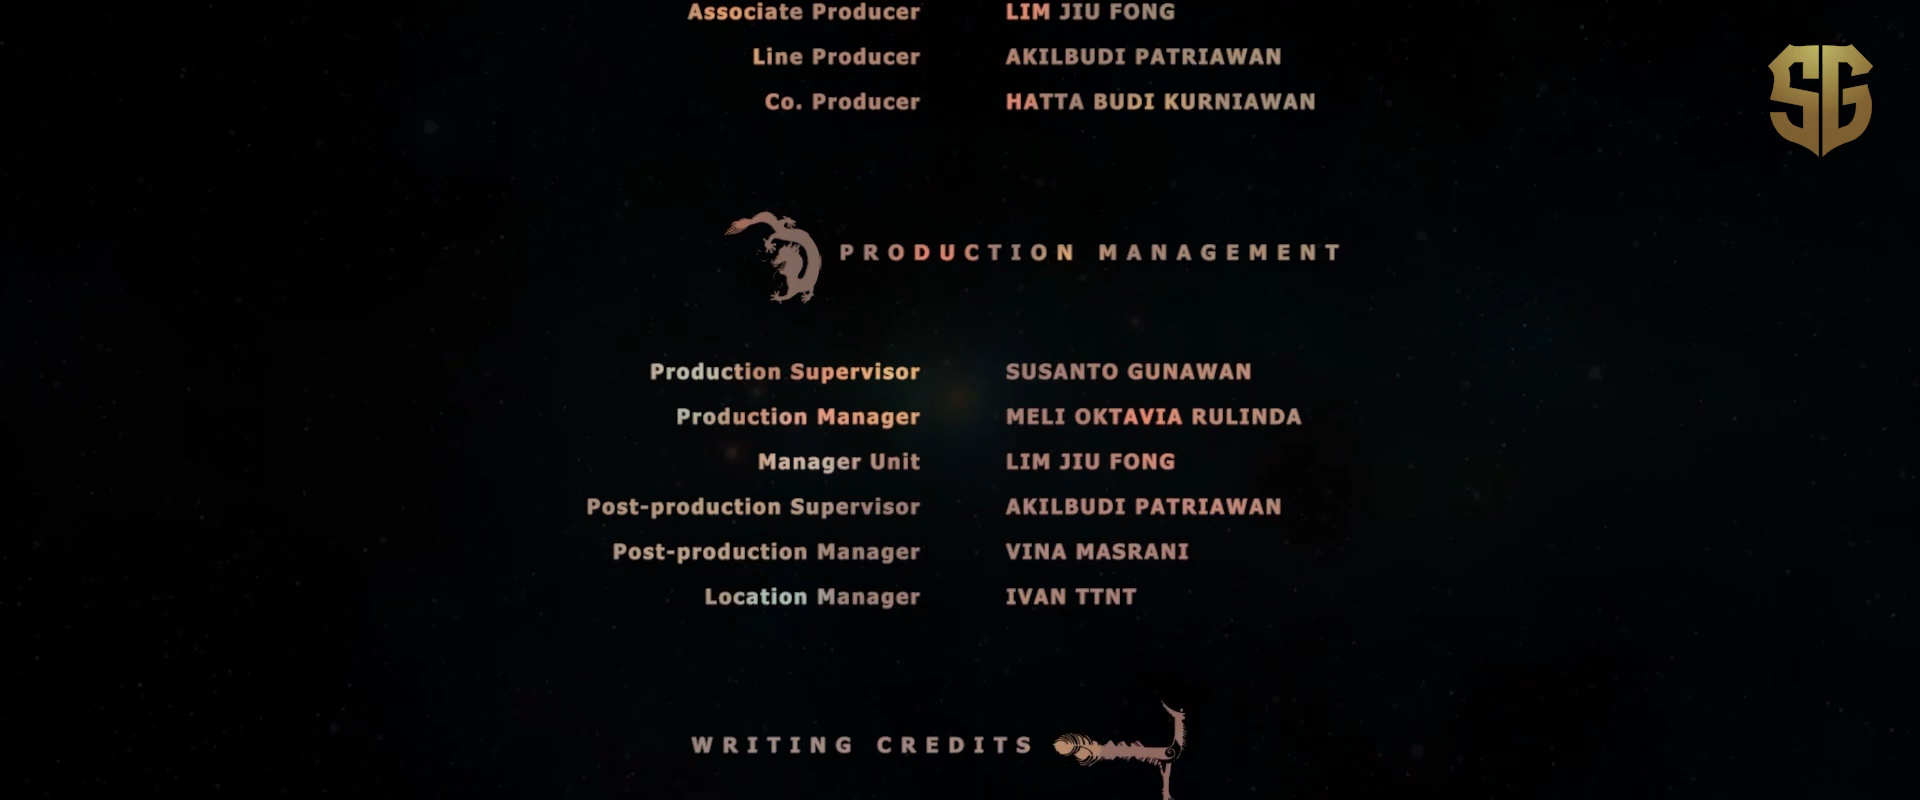 Associate Producer LIM JIU FONG
Line Producer AKILBUDI PATRIAWAN
Co. Producer HATTA BUDI KURNIAWAN
SG
PRODUCTION MANAGEMENT
Production Supervisor SUSANTO GUNAWAN
Production Manager MELI OKTAVIA RULINDA
Manager Unit LIM JIU FONG
Post-production Supervisor AKILBUDI PATRIAWAN
Post-production Manager VINA MASRANI
Location Manager IVAN TTNT
WRITING CREDITS